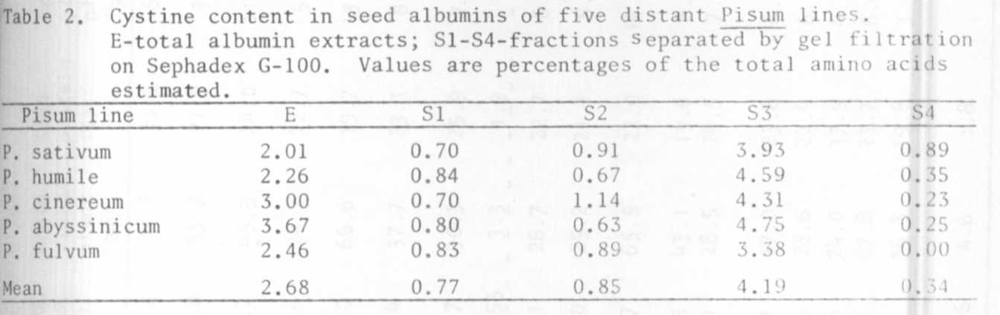 Table 2. Cystine content in seed albumins of five distant Pisum lines.
E-total albumin extracts; S1-S4-fractions separated by gel filtration
on Sephadex G-100. Values are percentages of the total amino acids
estimated.
Pisum line E S1 S2 S3 S4
P. sativum 2.01 0.70 0.91 3.93 0.89
P. humile 2.26 0.84 0.67 4.59 0.35
P. cinereum 3.00 0.70 1.14 4.31 0.23
P. abyssinicum 3.67 0.80 0.63 4.75 0.25
P. fulvum 2.46 0.83 0.89 3.38 0.00
Mean 2.68 0.77 0.85 4.19 0.34